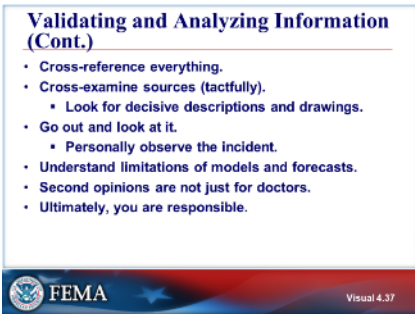 Validating and Analyzing Information
(Cont.)
• Cross-reference everything.
• Cross-examine sources (tactfully).
▪ Look for decisive descriptions and drawings.
• Go out and look at it.
▪ Personally observe the incident.
• Understand limitations of models and forecasts.
• Second opinions are not just for doctors.
• Ultimately, you are responsible.
FEMA
Visual 4.37